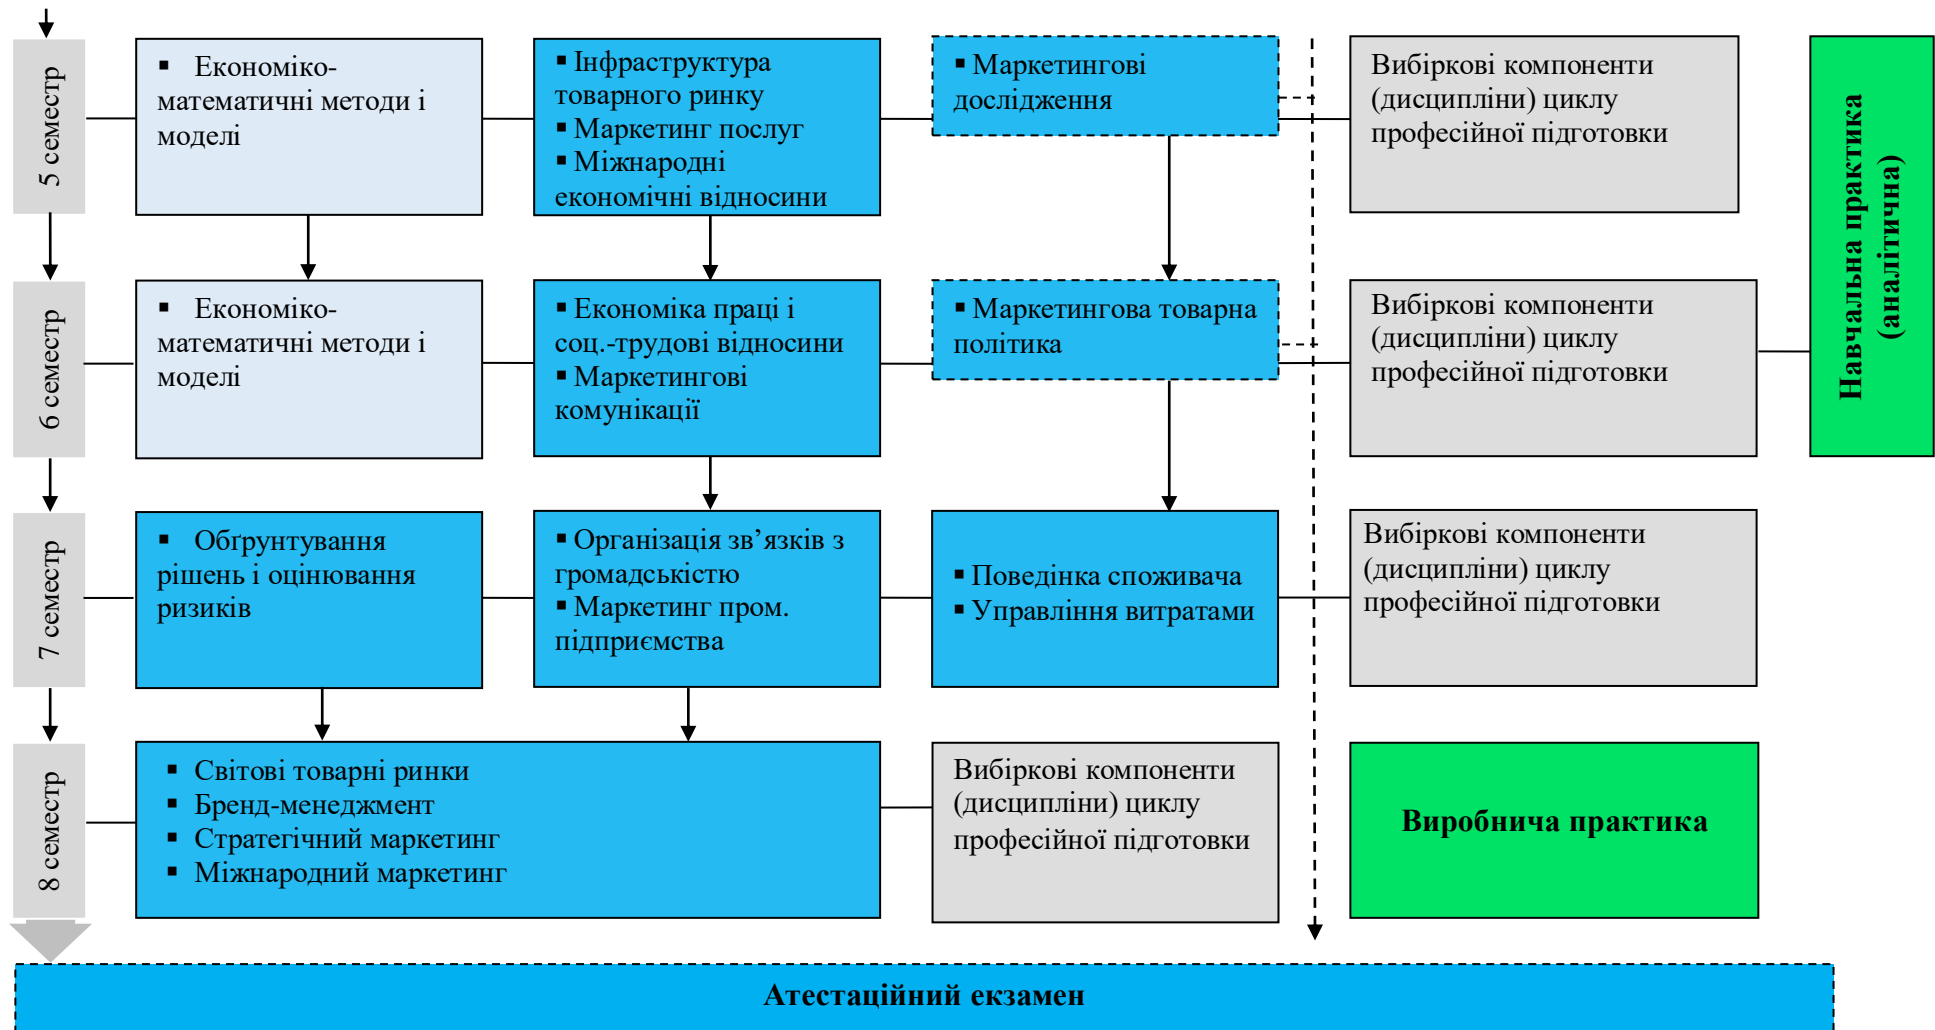 5 семестр
▪ Економіко-
математичні методи і
моделі
▪ Інфраструктура
товарного ринку
▪ Маркетинг послуг
▪ Міжнародні
економічні відносини
▪ Маркетингові
дослідження
Вибіркові компоненти
(дисципліни) циклу
професійної підготовки
Навчальна практика
(аналітична)
6 семестр
▪ Економіко-
математичні методи і
моделі
▪ Економіка праці і
соц.-трудові відносини
▪ Маркетингові
комунікації
▪ Маркетингова товарна
політика
Вибіркові компоненти
(дисципліни) циклу
професійної підготовки
7 семестр
▪ Обґрунтування
рішень і оцінювання
ризиків
▪ Організація зв’язків з
громадськістю
▪ Маркетинг пром.
підприємства
▪ Поведінка споживача
▪ Управління витратами
Вибіркові компоненти
(дисципліни) циклу
професійної підготовки
8 семестр
▪ Світові товарні ринки
▪ Бренд-менеджмент
▪ Стратегічний маркетинг
▪ Міжнародний маркетинг
Вибіркові компоненти
(дисципліни) циклу
професійної підготовки
Виробнича практика
Атестаційний екзамен